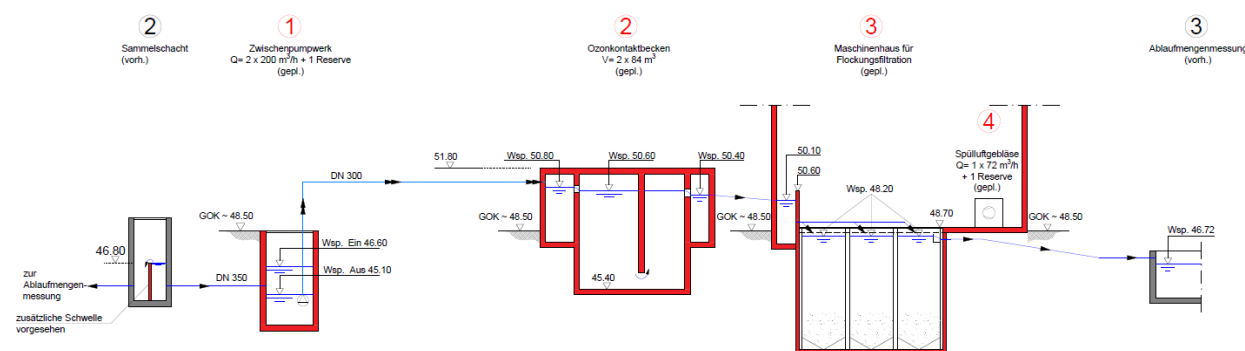 2
Sammelschacht
(vorh.)
1
Zwischenpumpwerk
Q= 2 x 200 m³/h + 1 Reserve
(gepl.)
2
Ozonkontaktbecken
V= 2 x 84 m³
(gepl.)
3
Maschinenhaus für
Flockungsfiltration
(gepl.)
3
Ablaufmengenmessung
(vorh.)
4
Spülluftgebläse
Q= 1 x 72 m³/h
+ 1 Reserve
(gepl.)
51.80
Wsp. 50.80
Wsp. 50.60
Wsp. 50.40
50.10
50.60
DN 300
Wsp. 48.20
GOK ~ 48.50
GOK ~ 48.50
GOK ~ 48.50
48.70
GOK ~ 48.50
Wsp. 46.72
46.80
Wsp. Ein 46.60
Wsp. Aus 45.10
DN 350
45.40
zur
Ablaufmengen
messung
zusätzliche Schwelle
vorgesehen